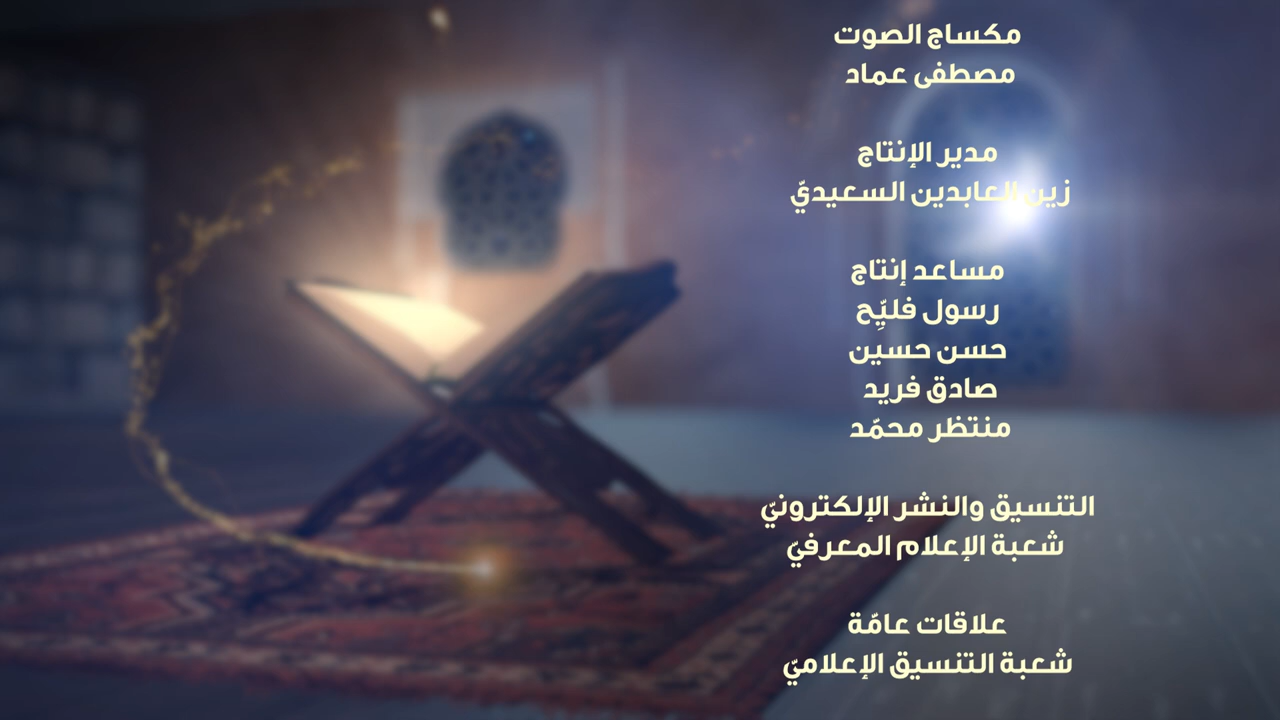 مكساج الصوت
مصطفى عماد
مدير الإنتاج
زين العابدين السعيديّ
مساعد إنتاج
رسول فليّح
حسن حسين
صادق فريد
منتظر محمّد
التنسيق والنشر الإلكترونيّ
شعبة الإعلام المعرفيّ
علاقات عامّة
شعبة التنسيق الإعلاميّ